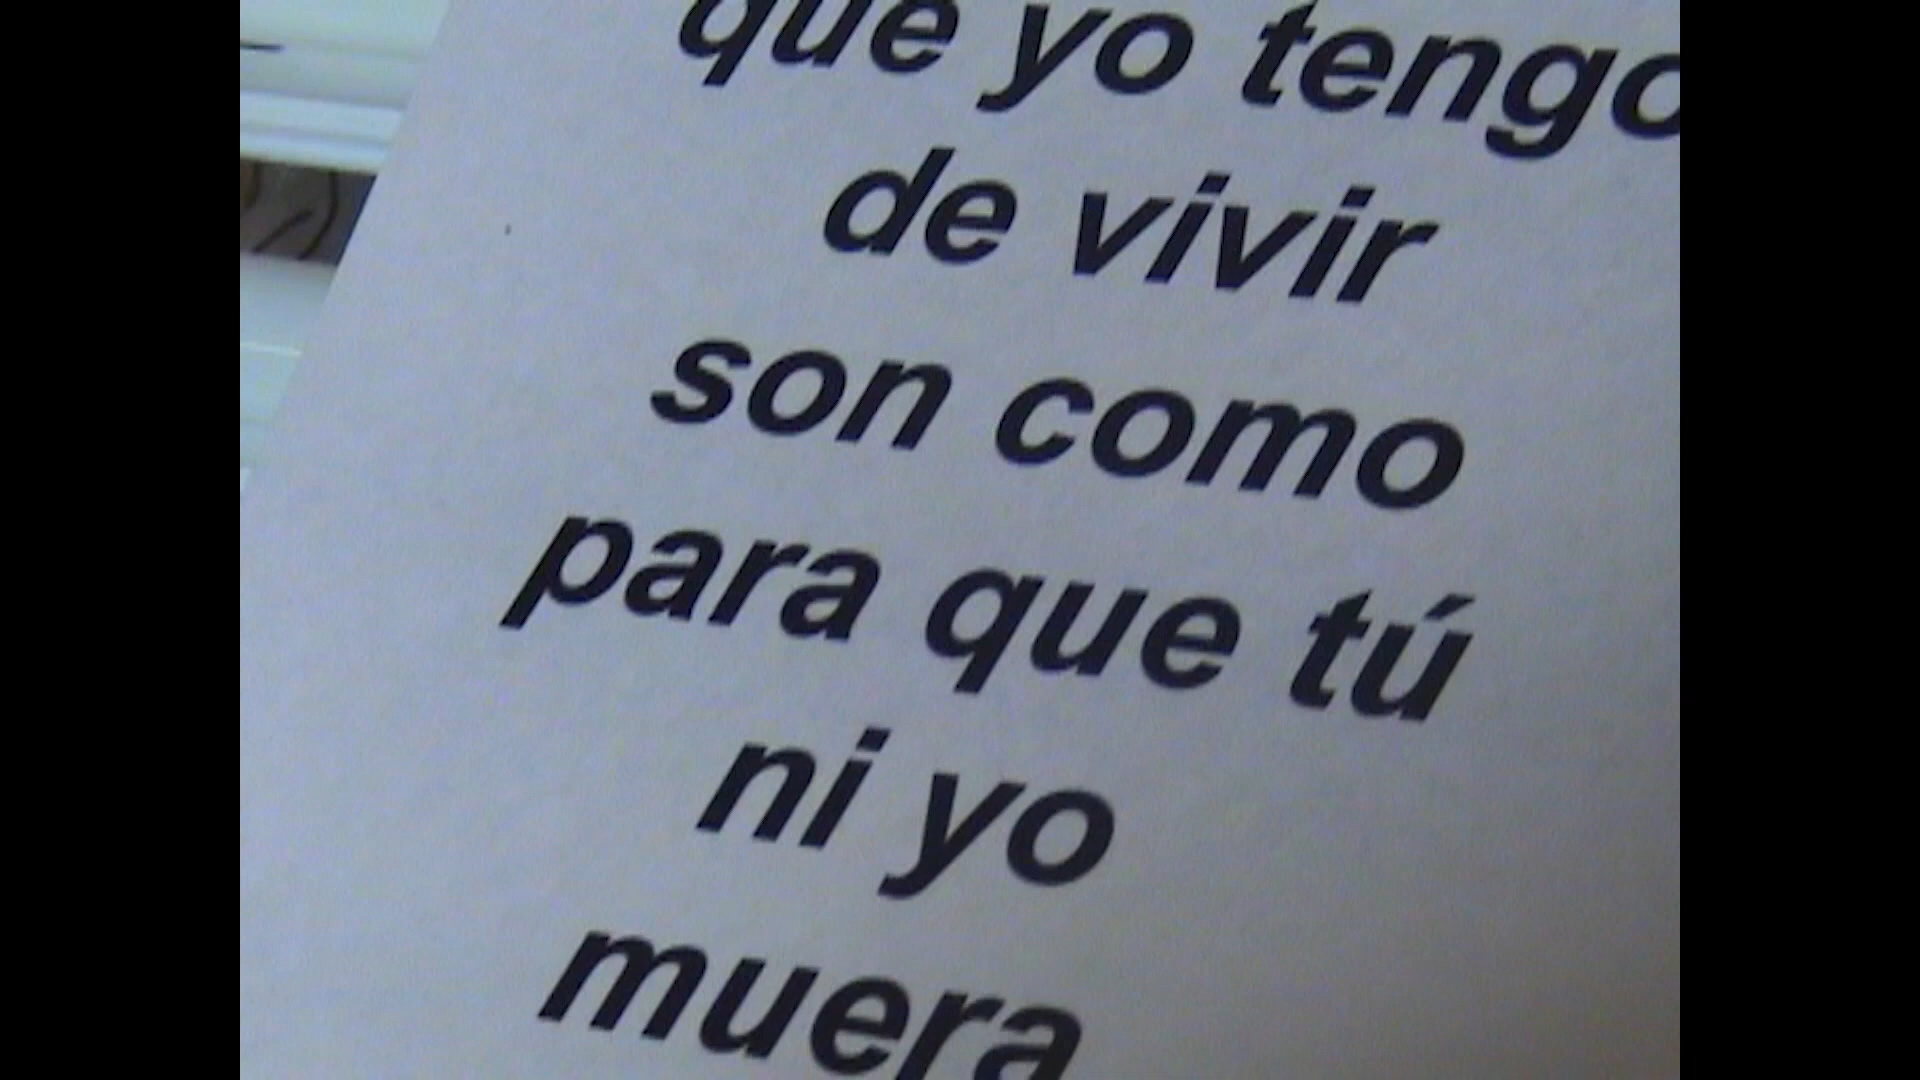 que yo tengo
de vivir
son como
para que tú
ni yo
muera